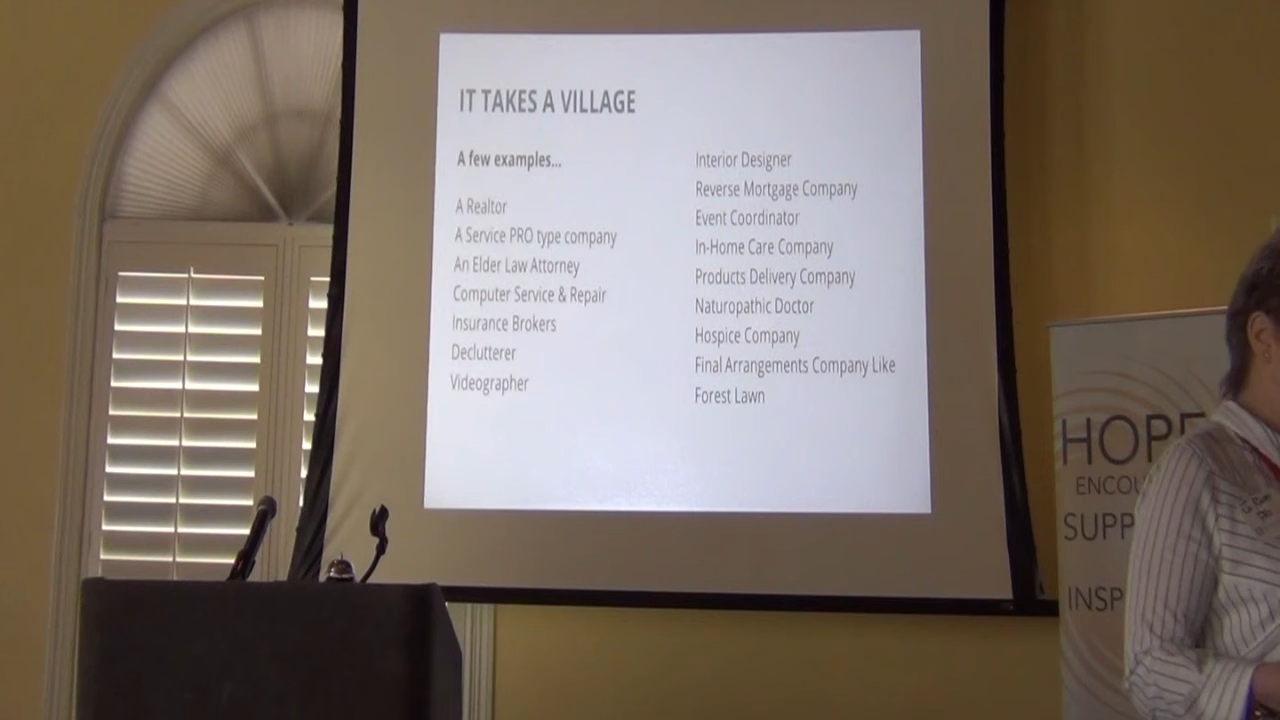 IT TAKES A VILLAGE
A few examples...
A Realtor
A Service PRO type company
An Elder Law Attorney
Computer Service & Repair
Insurance Brokers
Declutterer
Videographer
Interior Designer
Reverse Mortgage Company
Event Coordinator
In-Home Care Company
Products Delivery Company
Naturopathic Doctor
Hospice Company
Final Arrangements Company Like
Forest Lawn
HOPE
ENCOU
SUPP
INSP